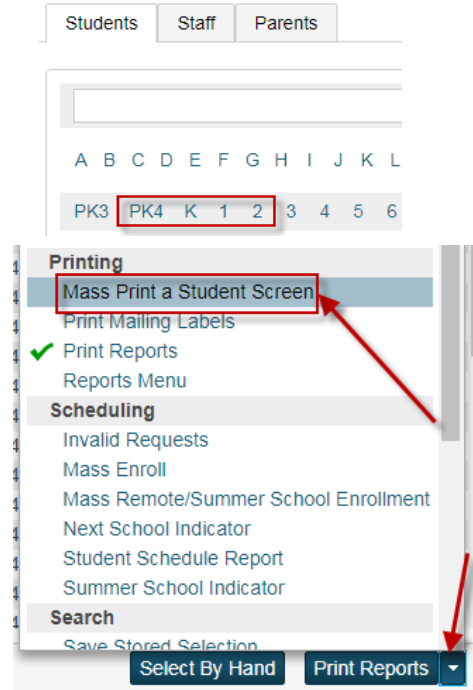 Students Staff Parents
A B C D E F G H I J K L
PK3 PK4 K 1 2 3 4 5 6
Printing
Mass Print a Student Screen
Print Mailing Labels
Print Reports
Reports Menu
Scheduling
Invalid Requests
Mass Enroll
Mass Remote/Summer School Enrollment
Next School Indicator
Student Schedule Report
Summer School Indicator
Search
Save Stored Selection
Select By Hand Print Reports